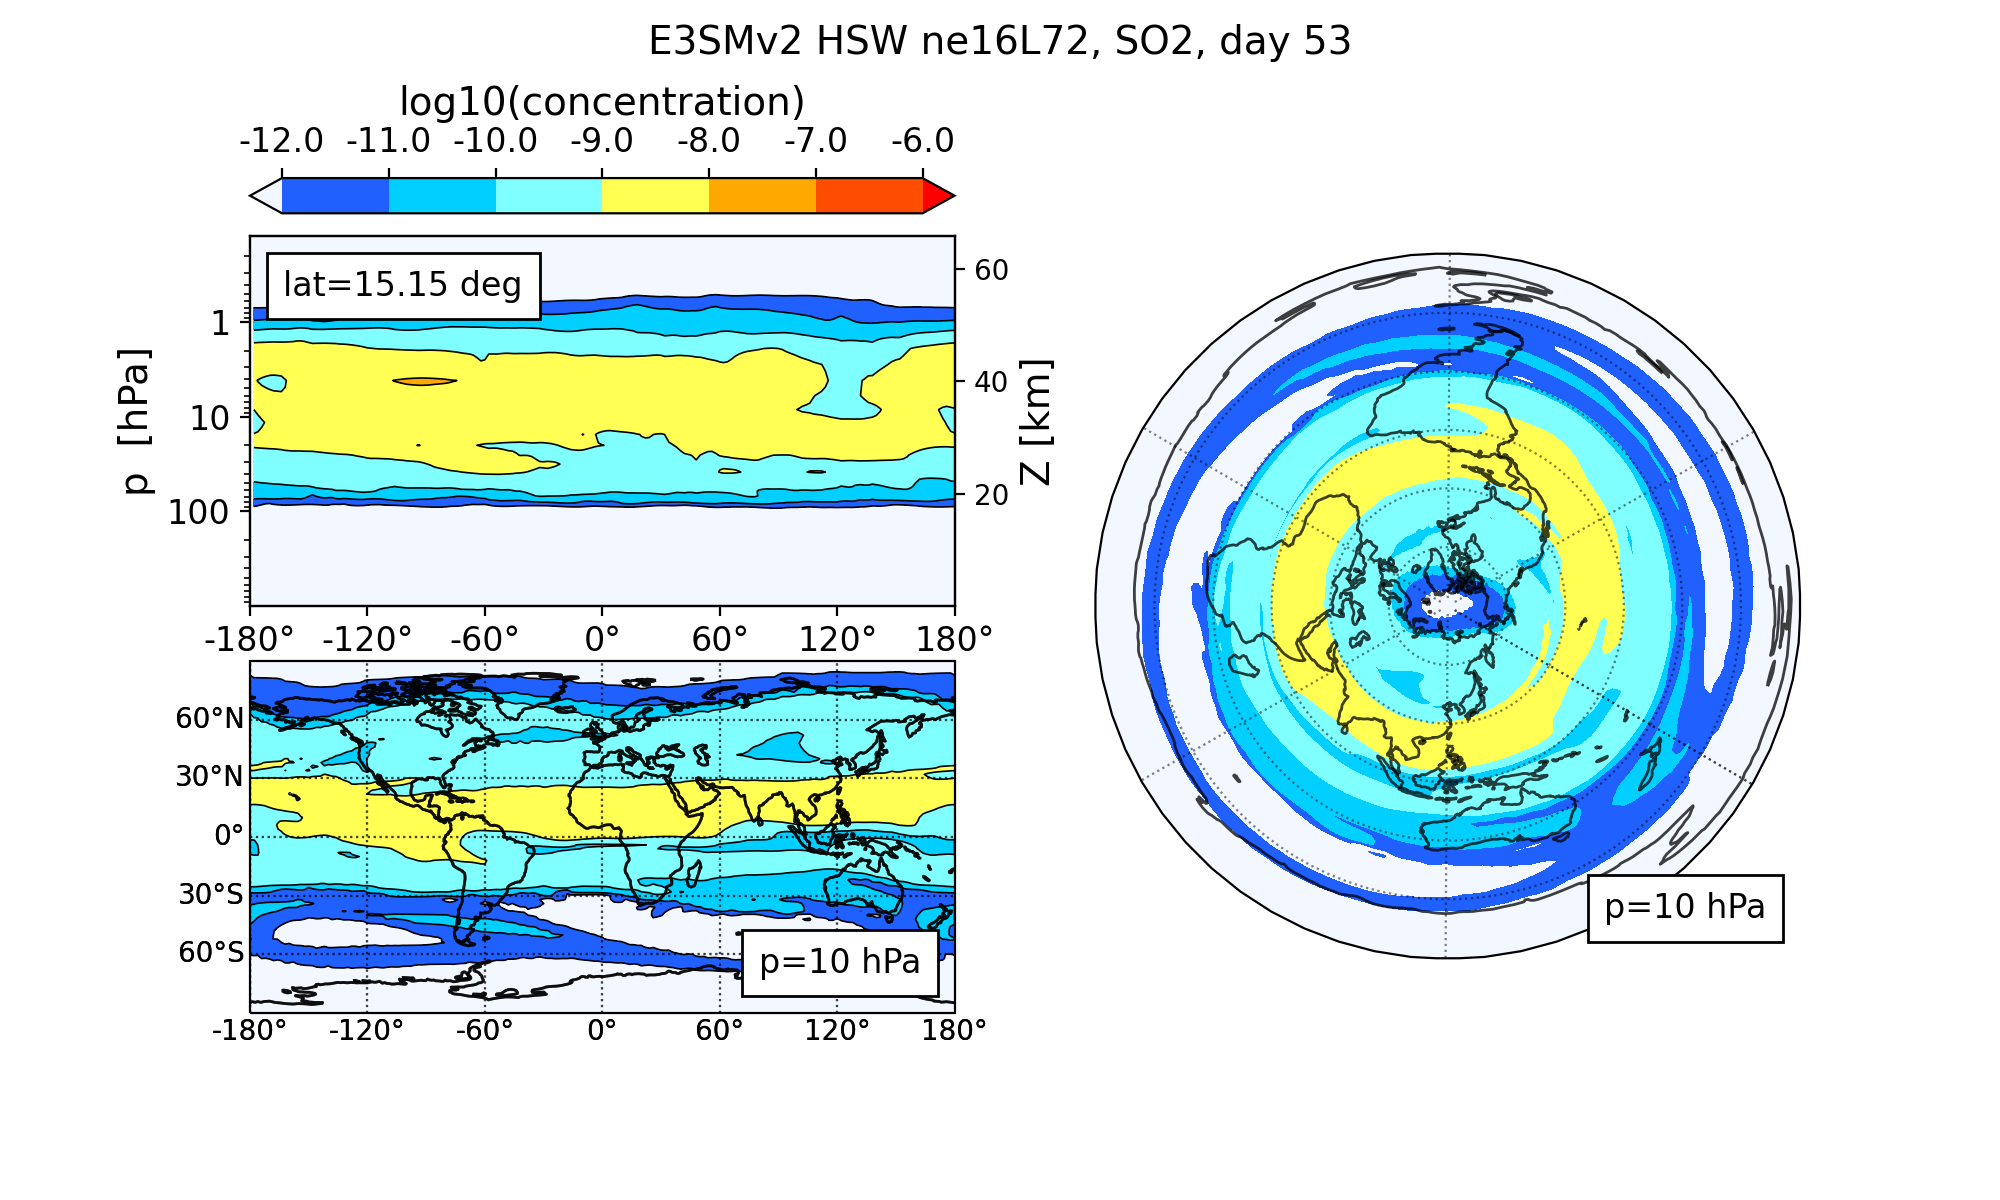 E3SMv2 HSW ne16L72, SO2, day 53
log10(concentration)
-12.0 -11.0 -10.0 -9.0 -8.0 -7.0 -6.0
lat=15.15 deg
p [hPa]
1
10
100
60
40
20
Z [km]
-180° -120° -60° 0° 60° 120° 180°
60°N
30°N
0°
30°S
60°S
p=10 hPa
-180° -120° -60° 0° 60° 120° 180°
p=10 hPa